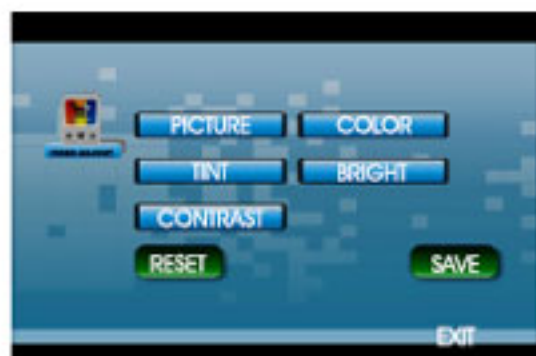 PICTURE COLOR
TINT BRIGHT
CONTRAST
RESET SAVE
EXIT